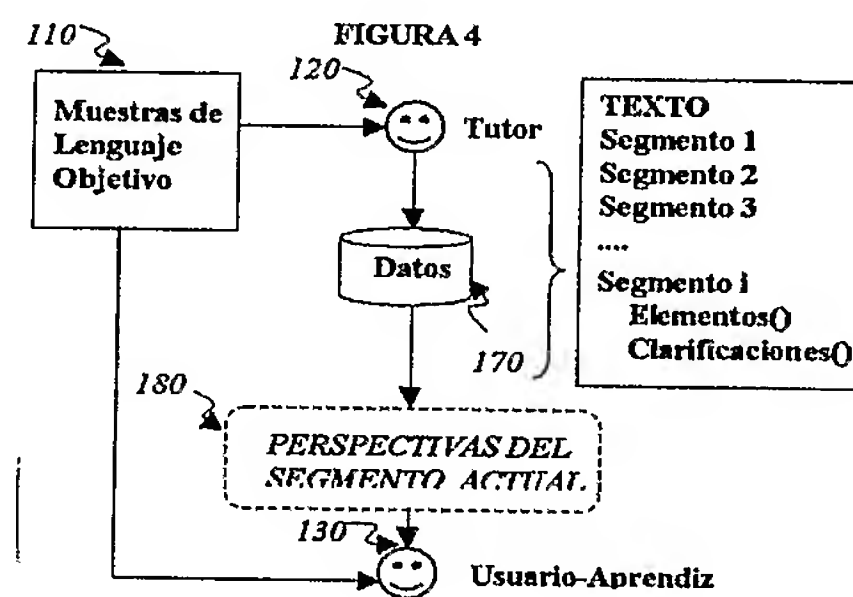 FIGURA 4
110
120
Muestras de
Lenguaje
Objetivo
Tutor
TEXTO
Segmento 1
Segmento 2
Segmento 3
....
Segmento i
Elementos()
Clarificaciones()
Datos
170
180
PERSPECTIVAS DEL
SEGMENTO ACTUAL
130
Usuario-Aprendiz